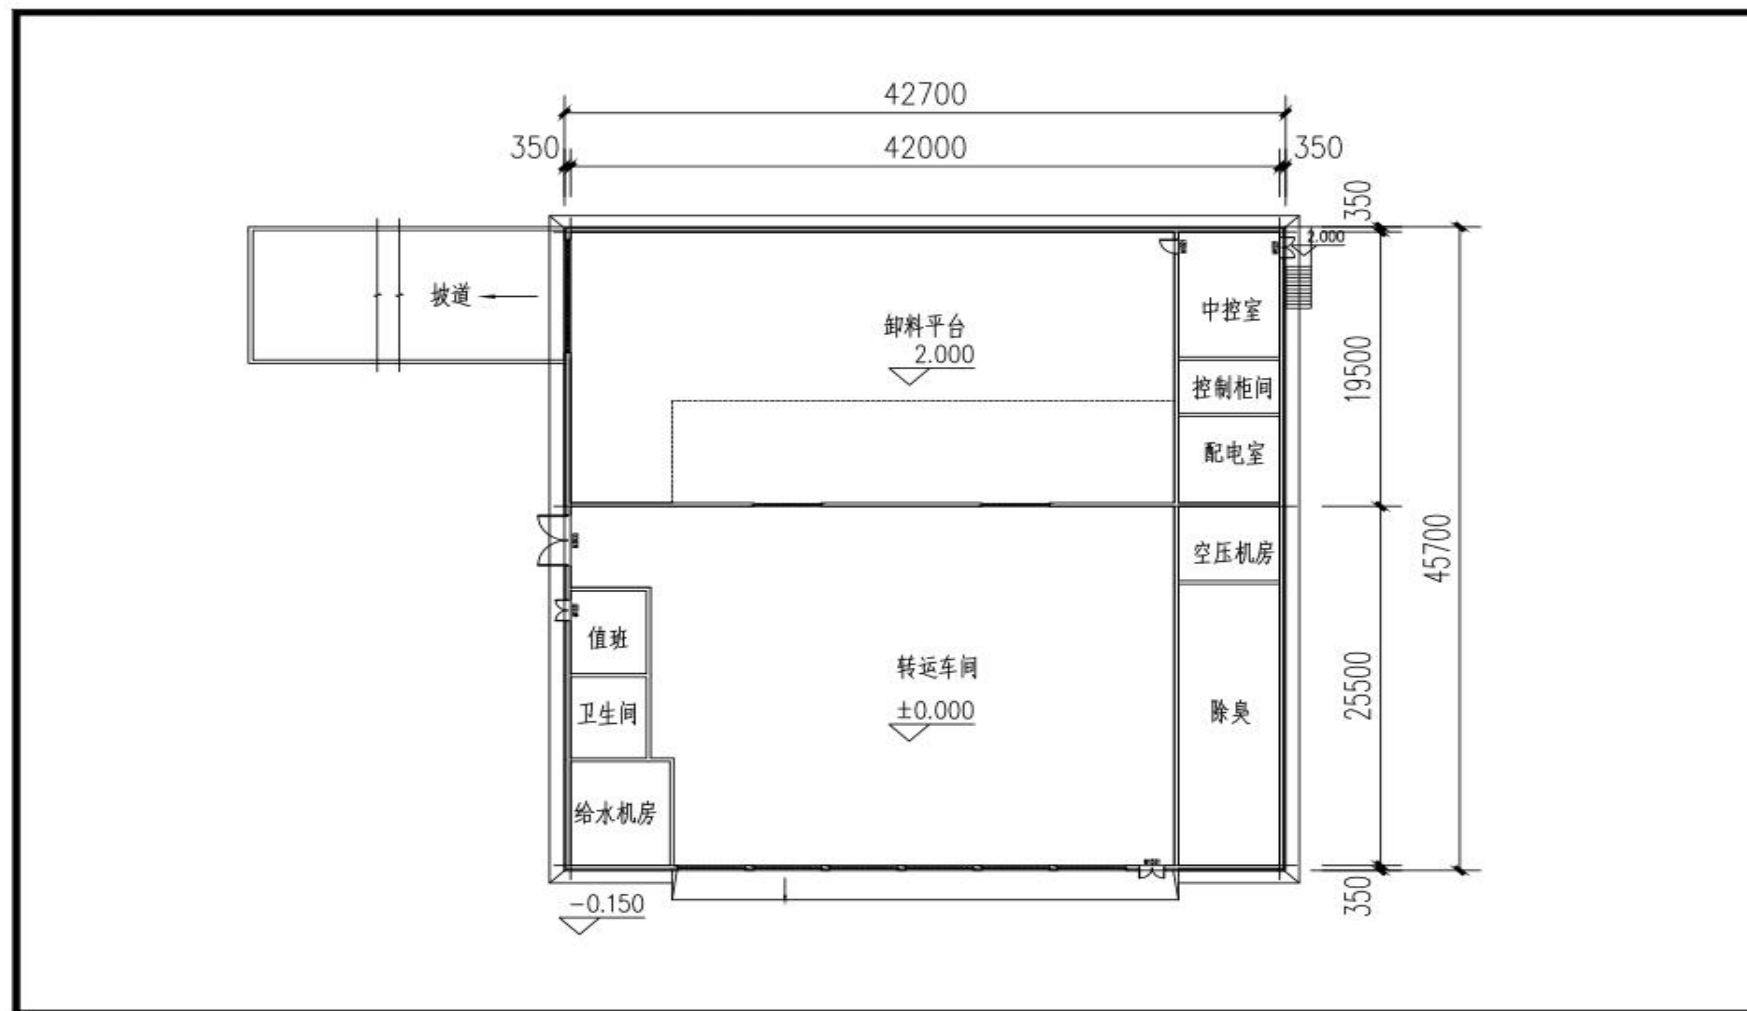 42700
350 42000 350
350
2.000
坡道
中控室
卸料平台
2.000
19500
控制柜间
配电室
空压机房
45700
值班
转运车间
±0.000
25500
卫生间
除臭
给水机房
350
-0.150